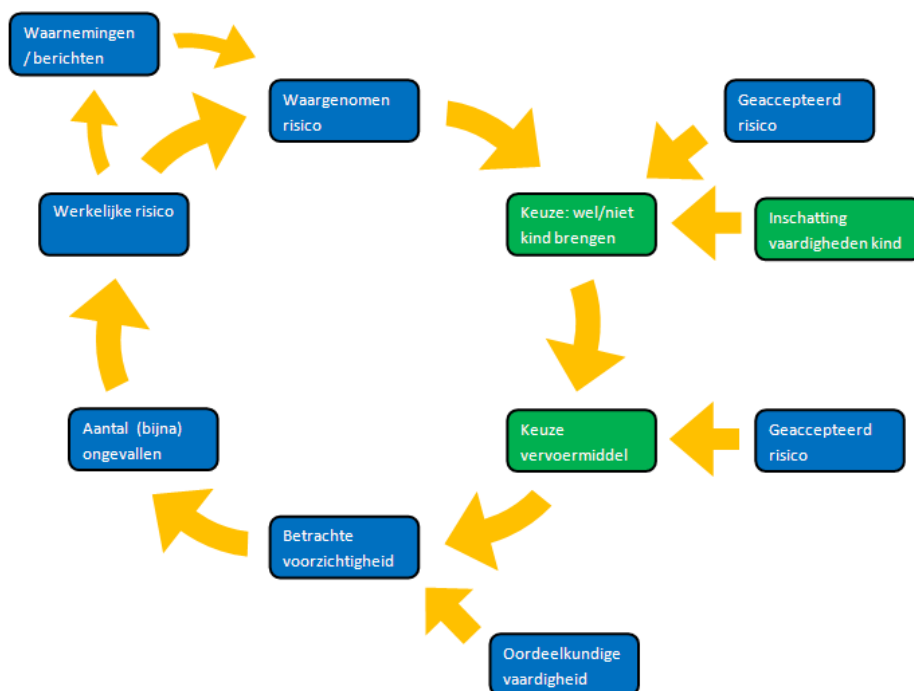 Waarnemingen
/ berichten
Waargenomen
risico
Geaccepteerd
risico
Werkelijke risico
Keuze: wel/niet
kind brengen
Inschatting
vaardigheden kind
Aantal (bijna)
ongevallen
Keuze
vervoermiddel
Geaccepteerd
risico
Betrachte
voorzichtigheid
Oordeelkundige
vaardigheid